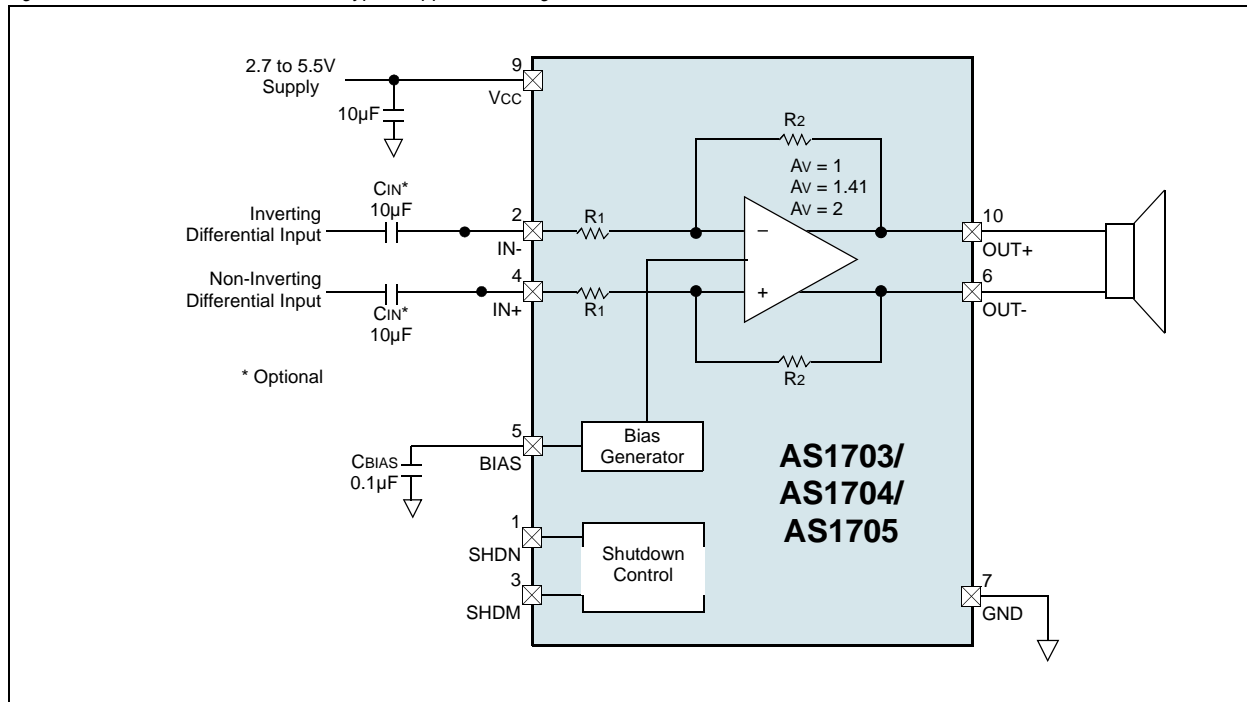 2.7 to 5.5V
Supply
9
VCC
10µF
R2
AV = 1
AV = 1.41
AV = 2
CIN*
10µF
Inverting
Differential Input
2
IN-
R1
−
10
OUT+
Non-Inverting
Differential Input
4
IN+
R1
+
6
OUT-
CIN*
10µF
R2
* Optional
5
BIAS
Bias
Generator
CBIAS
0.1µF
AS1703/
AS1704/
AS1705
1
SHDN
Shutdown
Control
3
SHDM
7
GND